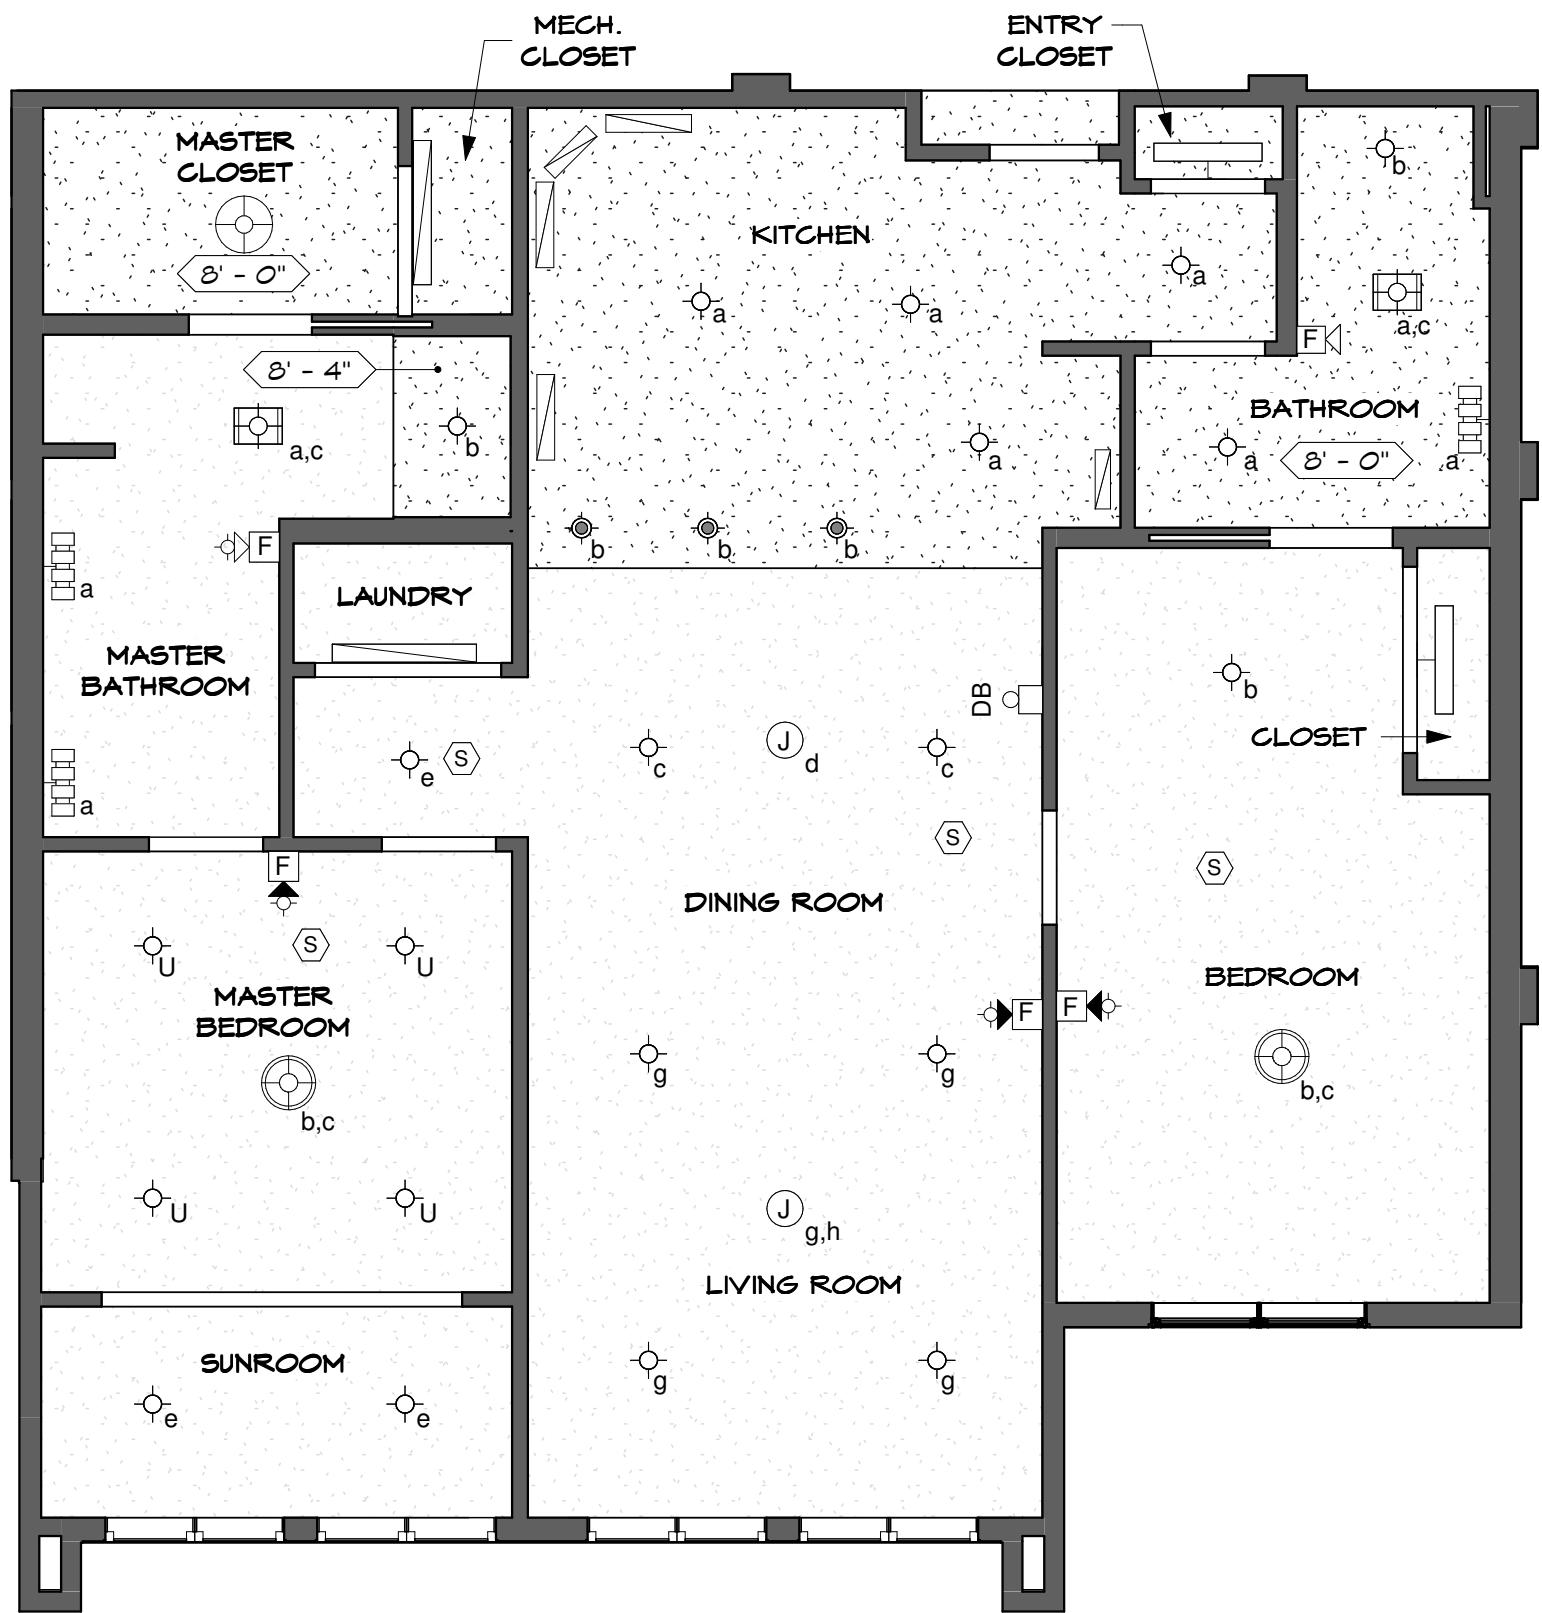 MECH.
CLOSET
ENTRY
CLOSET
MASTER
CLOSET
8' - 0"
KITCHEN
b
a
a
a
a,c
F
8' - 4"
a,c
b
BATHROOM
a
a
8' - 0"
a
b
b
b
F
a
LAUNDRY
MASTER
BATHROOM
b
DB
CLOSET
J
d
c
c
S
e
a
S
F
S
DINING ROOM
S
U
U
MASTER
BEDROOM
BEDROOM
F
F
g
g
b,c
b,c
U
U
J
g,h
LIVING ROOM
SUNROOM
g
g
e
e